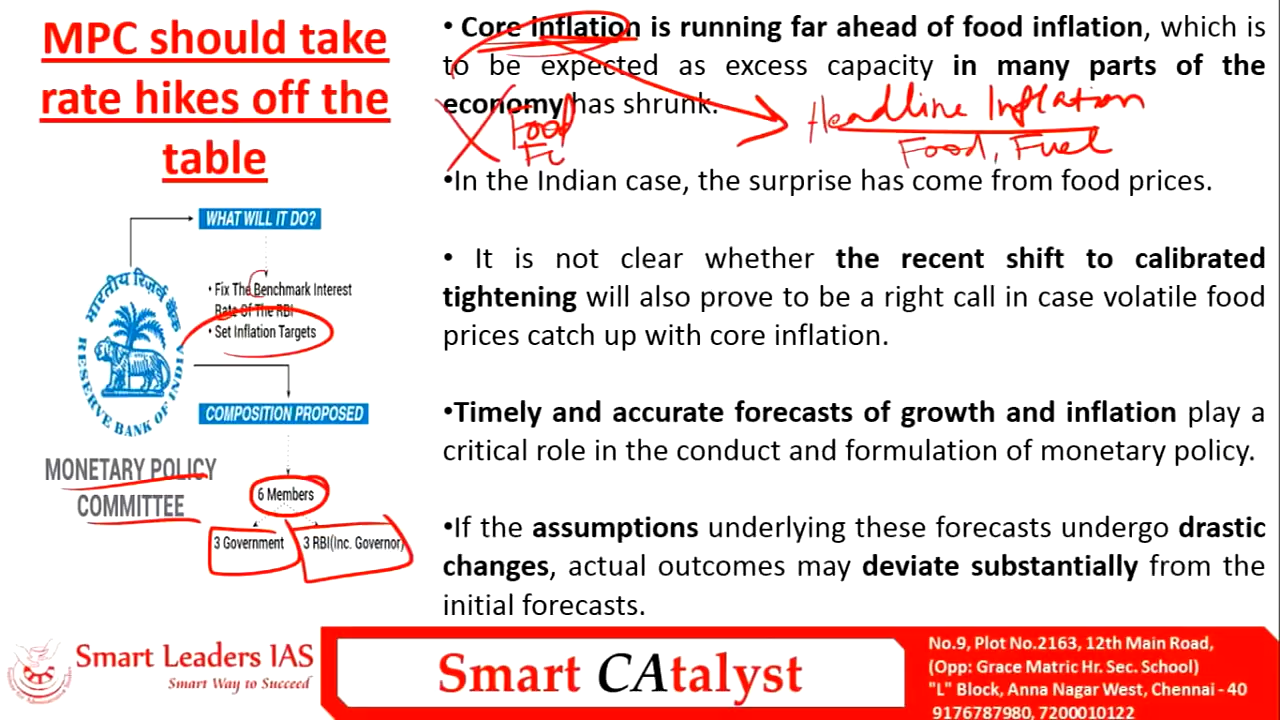 MPC should take
rate hikes off the
table
WHAT WILL IT DO?
• Fix The Benchmark Interest
Rate Of The RBI
• Set Inflation Targets
भारतीय रिज़र्व बैंक
RESERVE BANK OF INDIA
COMPOSITION PROPOSED
MONETARY POLICY
COMMITTEE
6 Members
3 Government
3 RBI(Inc. Governor)
• Core inflation is running far ahead of food inflation, which is
to be expected as excess capacity in many parts of the
economy has shrunk.
Headline Inflation
Food, Fuel
Food
Fu
•In the Indian case, the surprise has come from food prices.
• It is not clear whether the recent shift to calibrated
tightening will also prove to be a right call in case volatile food
prices catch up with core inflation.
•Timely and accurate forecasts of growth and inflation play a
critical role in the conduct and formulation of monetary policy.
•If the assumptions underlying these forecasts undergo drastic
changes, actual outcomes may deviate substantially from the
initial forecasts.
Smart Leaders IAS
Smart Way to Succeed
Smart CAtalyst
No.9, Plot No.2163, 12th Main Road,
(Opp: Grace Matric Hr. Sec. School)
"L" Block, Anna Nagar West, Chennai - 40
9176787980, 7200010122